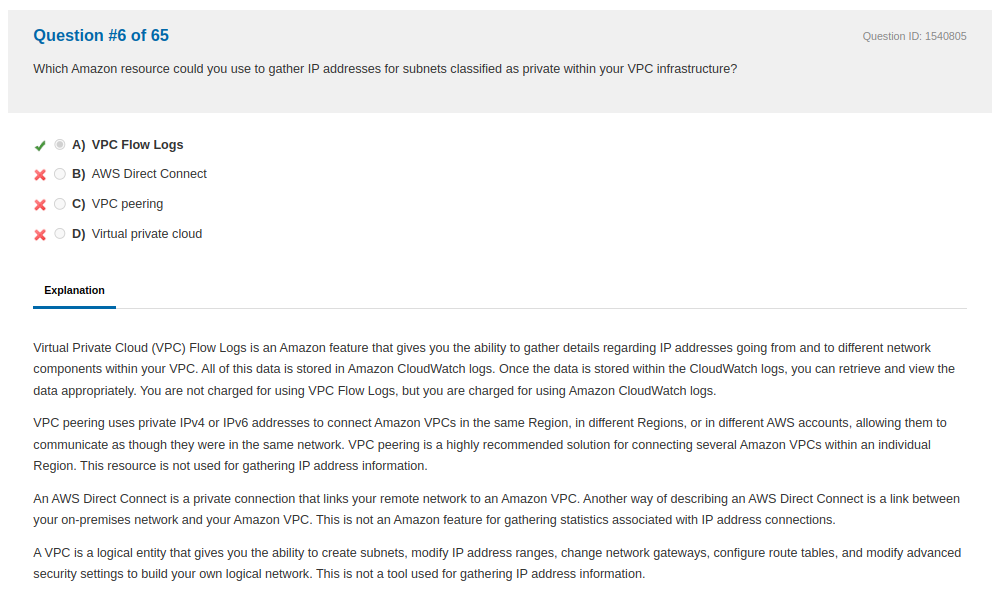 Question #6 of 65
Question ID: 1540805
Which Amazon resource could you use to gather IP addresses for subnets classified as private within your VPC infrastructure?
A) VPC Flow Logs
B) AWS Direct Connect
C) VPC peering
D) Virtual private cloud
Explanation
Virtual Private Cloud (VPC) Flow Logs is an Amazon feature that gives you the ability to gather details regarding IP addresses going from and to different network
components within your VPC. All of this data is stored in Amazon CloudWatch logs. Once the data is stored within the CloudWatch logs, you can retrieve and view the
data appropriately. You are not charged for using VPC Flow Logs, but you are charged for using Amazon CloudWatch logs.
VPC peering uses private IPv4 or IPv6 addresses to connect Amazon VPCs in the same Region, in different Regions, or in different AWS accounts, allowing them to
communicate as though they were in the same network. VPC peering is a highly recommended solution for connecting several Amazon VPCs within an individual
Region. This resource is not used for gathering IP address information.
An AWS Direct Connect is a private connection that links your remote network to an Amazon VPC. Another way of describing an AWS Direct Connect is a link between
your on-premises network and your Amazon VPC. This is not an Amazon feature for gathering statistics associated with IP address connections.
A VPC is a logical entity that gives you the ability to create subnets, modify IP address ranges, change network gateways, configure route tables, and modify advanced
security settings to build your own logical network. This is not a tool used for gathering IP address information.